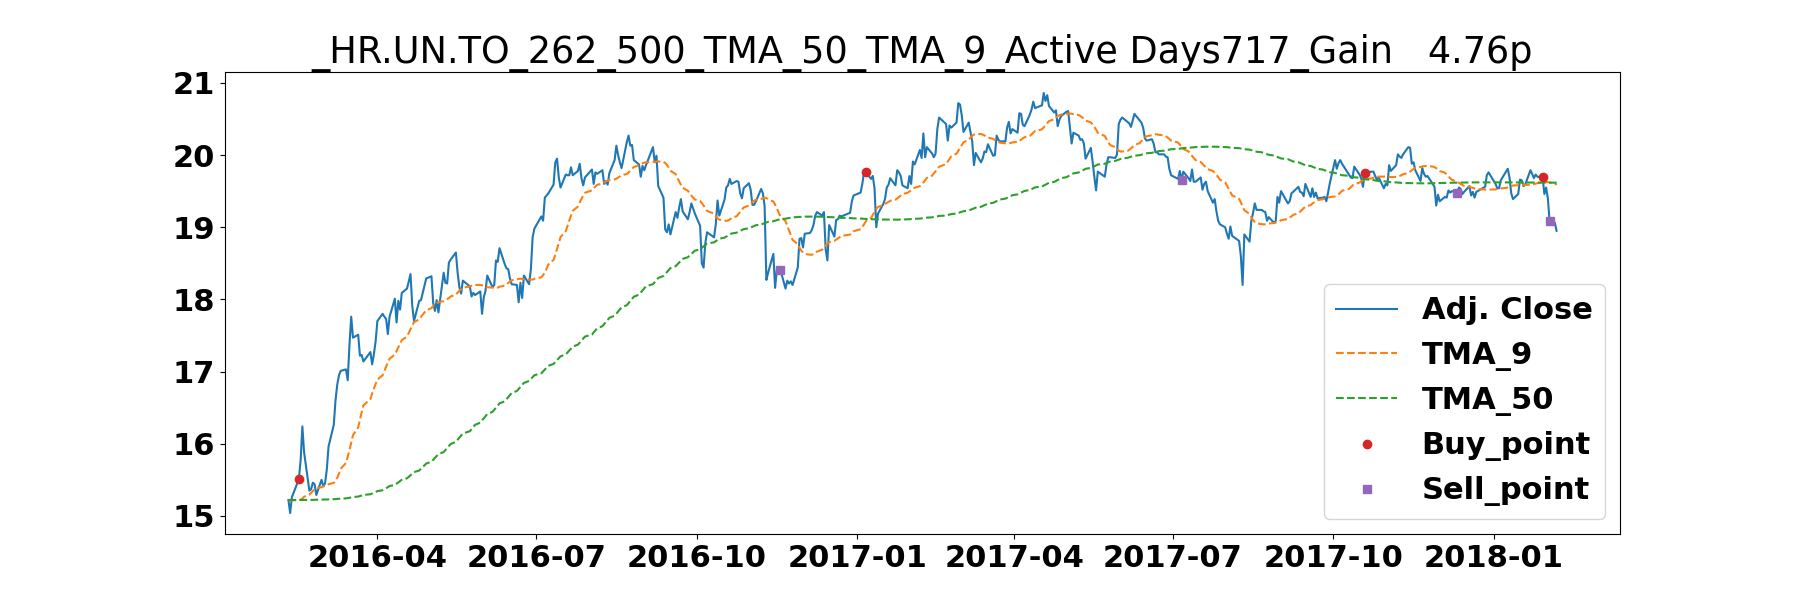 _HR.UN.TO_262_500_TMA_50_TMA_9_Active Days717_Gain   4.76p
21
20
19
18
17
16
15
Adj. Close
TMA_9
TMA_50
Buy_point
Sell_point
2016-04 2016-07 2016-10 2017-01 2017-04 2017-07 2017-10 2018-01